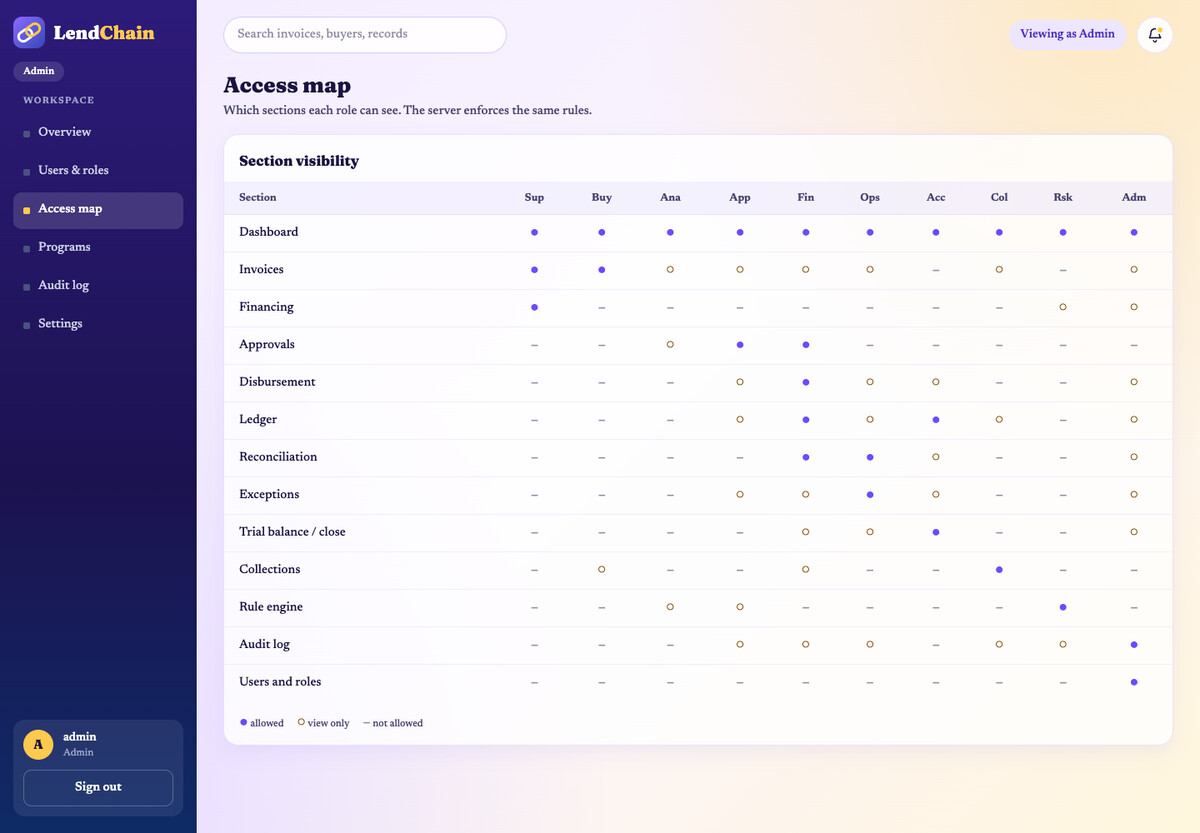 LendChain
Admin
WORKSPACE
Overview
Users & roles
Access map
Programs
Audit log
Settings
A
admin
Admin
Sign out
Search invoices, buyers, records
Viewing as Admin
Access map
Which sections each role can see. The server enforces the same rules.
Section visibility
Section Sup Buy Ana App Fin Ops Acc Col Rsk Adm
Dashboard ● ● ● ● ● ● ● ● ● ●
Invoices ● ● ○ ○ ○ ○ – ○ – ○
Financing ● – – – – – – – ○ ○
Approvals – – ○ ● ● – – – – –
Disbursement – – – ○ ● ○ ○ – – ○
Ledger – – – ○ ● ○ ● ○ – ○
Reconciliation – – – – ● ● ○ – – ○
Exceptions – – – ○ ○ ● ○ – – ○
Trial balance / close – – – – ○ ○ ● – – ○
Collections – ○ – – ○ – – ● – –
Rule engine – – ○ ○ – – – – ● –
Audit log – – – ○ ○ ○ – ○ ○ ●
Users and roles – – – – – – – – – ●
● allowed ○ view only – not allowed